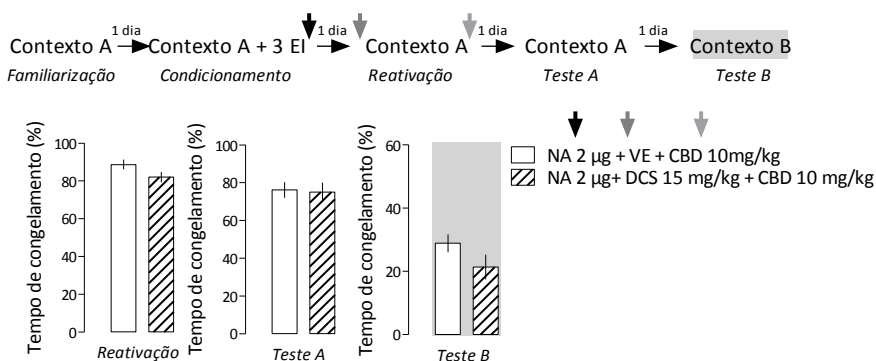 1 dia 1 dia 1 dia 1 dia
Contexto A Contexto A + 3 EI Contexto A Contexto A Contexto B
Familiarização Condicionamento Reativação Teste A Teste B
Tempo de congelamento (%)
100
80
60
40
20
0
Reativação
Tempo de congelamento (%)
100
80
60
40
20
0
Teste A
Tempo de congelamento (%)
60
40
20
0
Teste B
NA 2 µg + VE + CBD 10mg/kg
NA 2 µg+ DCS 15 mg/kg + CBD 10 mg/kg